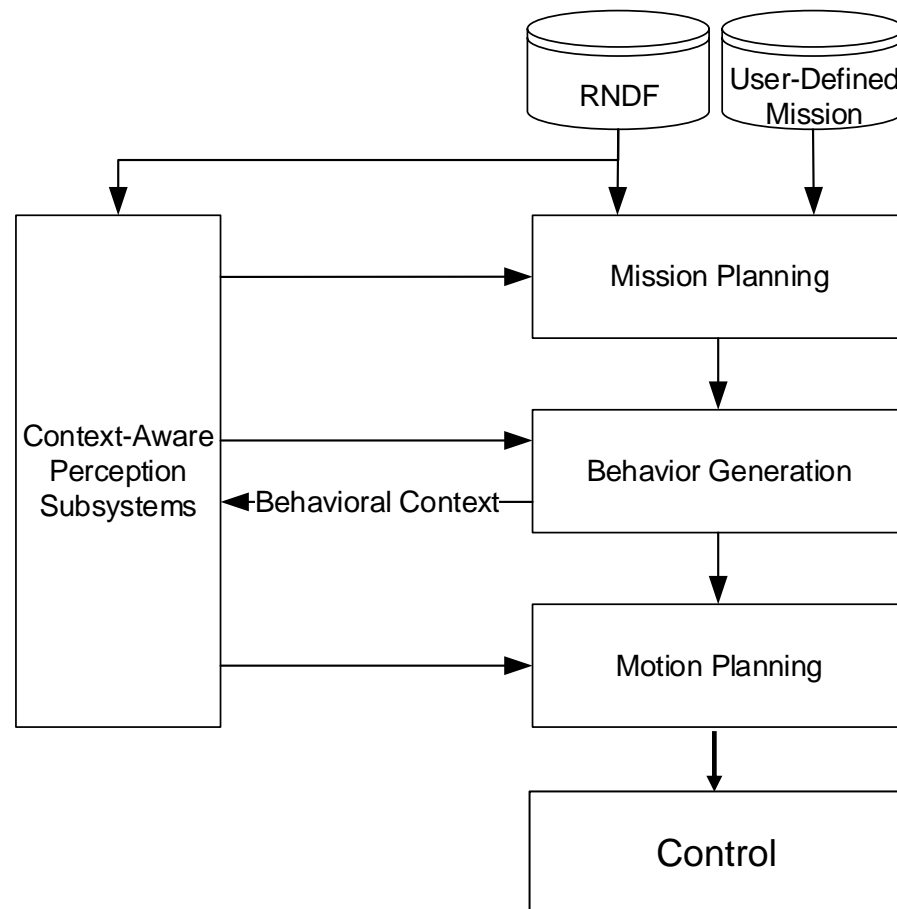 RNDF
User-Defined
Mission
Mission Planning
Context-Aware
Perception
Subsystems
Behavior Generation
Behavioral Context
Motion Planning
Control